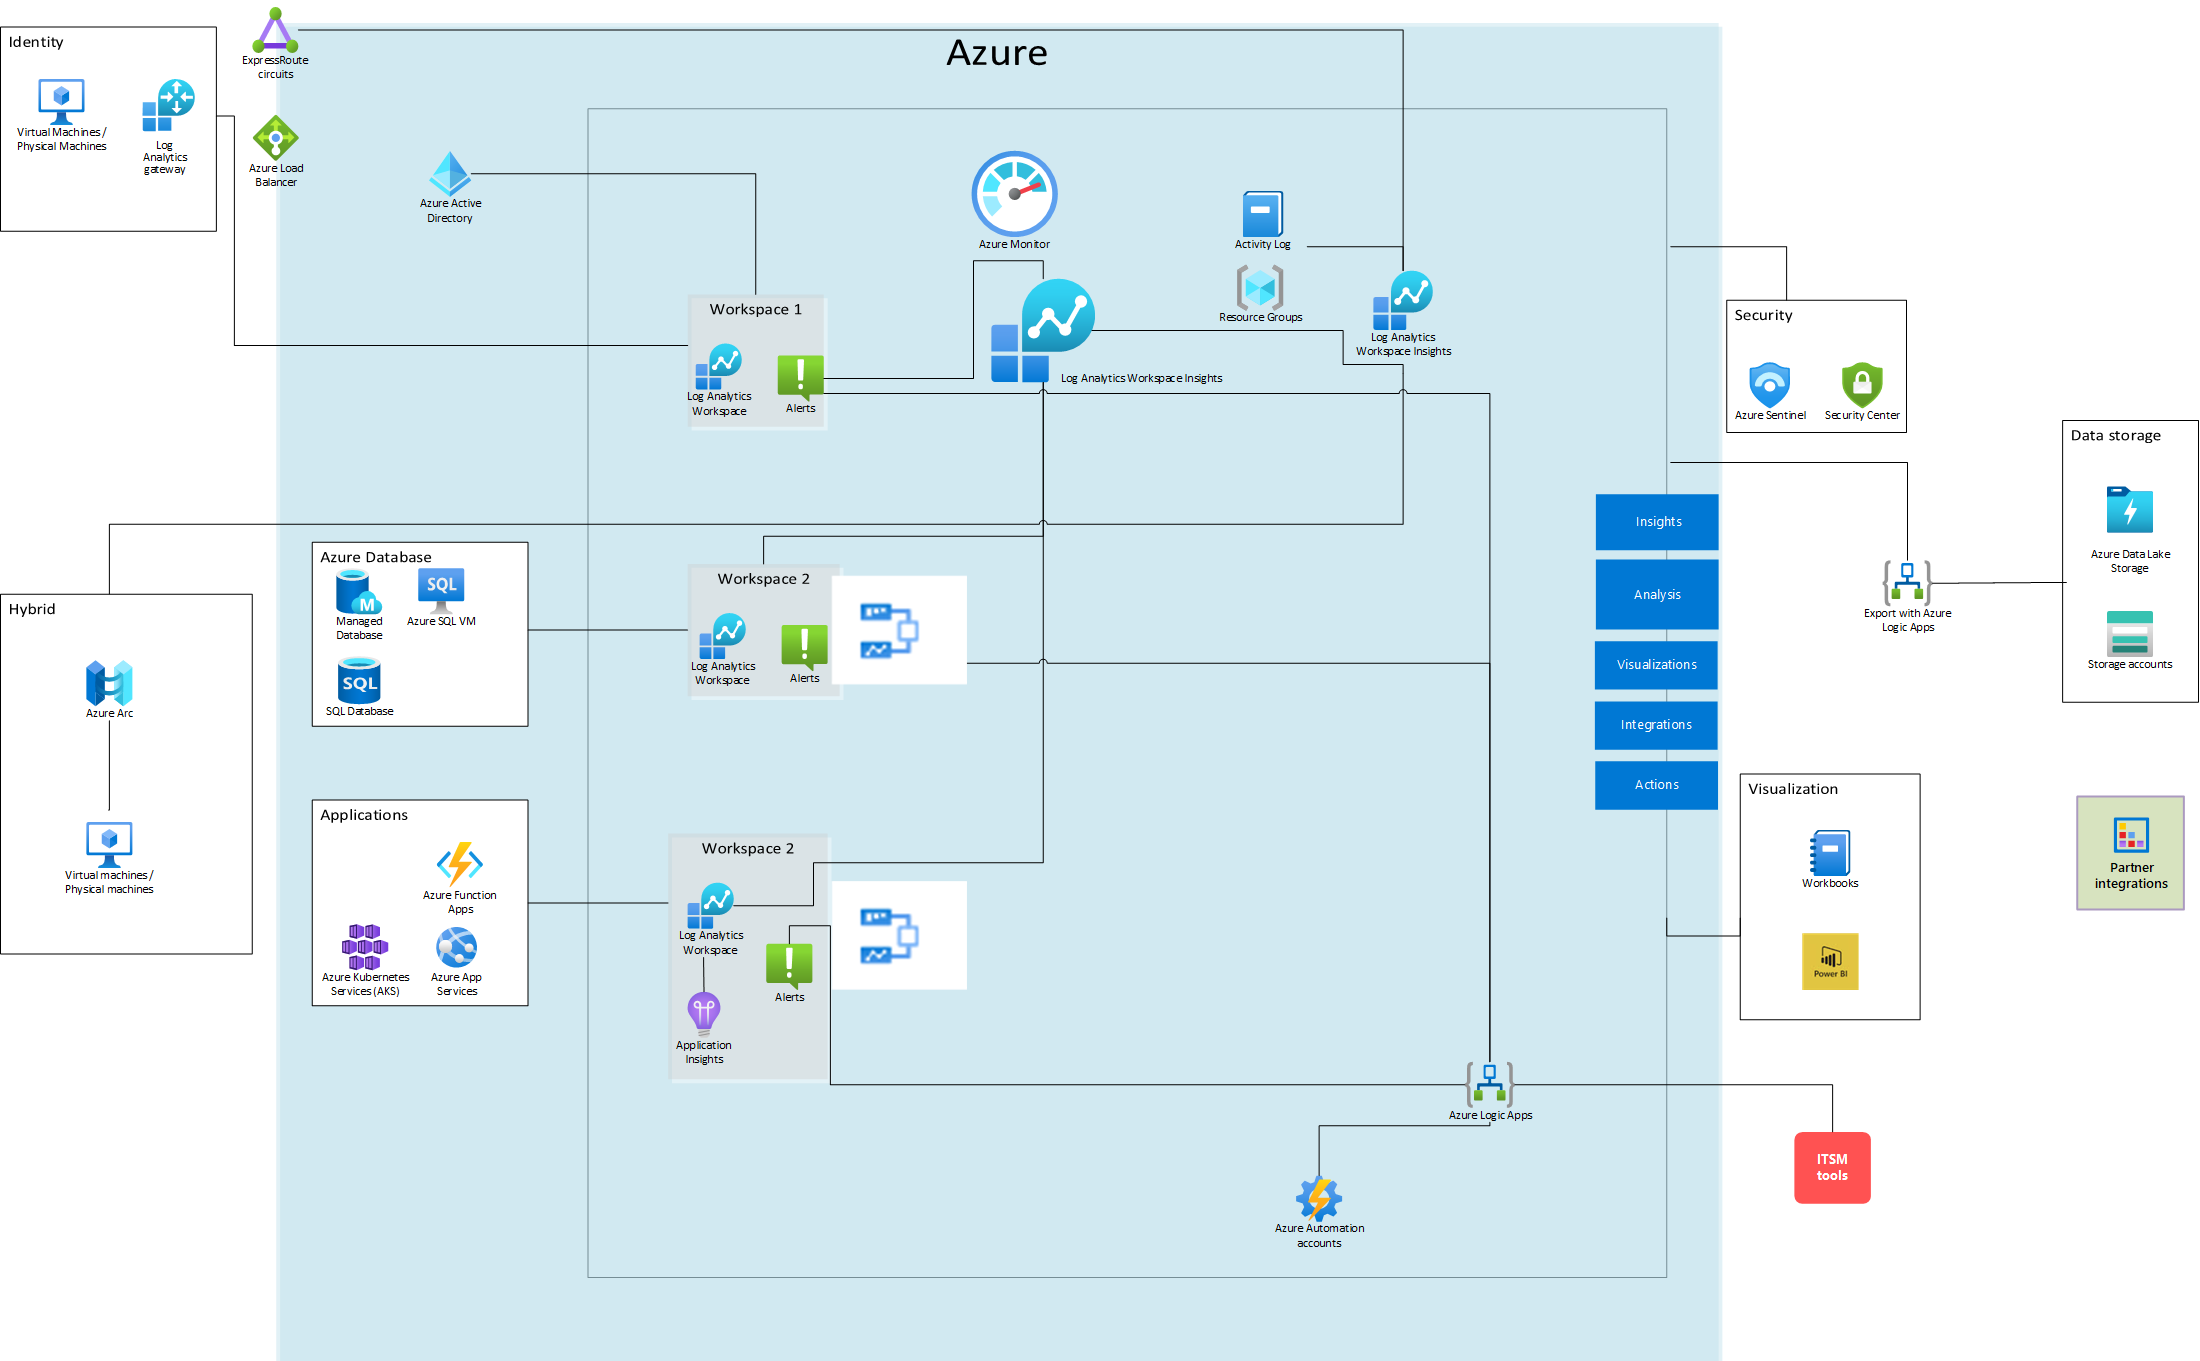 Azure
ExpressRoute
circuits
Identity
Virtual Machines /
Physical Machines
Log
Analytics
gateway
Azure Load
Balancer
Azure Active
Directory
Azure Monitor
Activity Log
Resource Groups
Log Analytics
Workspace Insights
Log Analytics Workspace Insights
Workspace 1
Log Analytics
Workspace
Alerts
Security
Azure Sentinel
Security Center
Data storage
Azure Data Lake
Storage
Storage accounts
Export with Azure
Logic Apps
Insights
Analysis
Visualizations
Integrations
Actions
Azure Database
M
Managed
Database
SQL
Azure SQL VM
SQL
SQL Database
Workspace 2
Log Analytics
Workspace
Alerts
Hybrid
Azure Arc
Virtual machines /
Physical machines
Applications
Azure Function
Apps
Azure Kubernetes
Services (AKS)
Azure App
Services
Workspace 2
Log Analytics
Workspace
Alerts
Application
Insights
Visualization
Workbooks
Power BI
Partner
integrations
Azure Logic Apps
ITSM
tools
Azure Automation
accounts